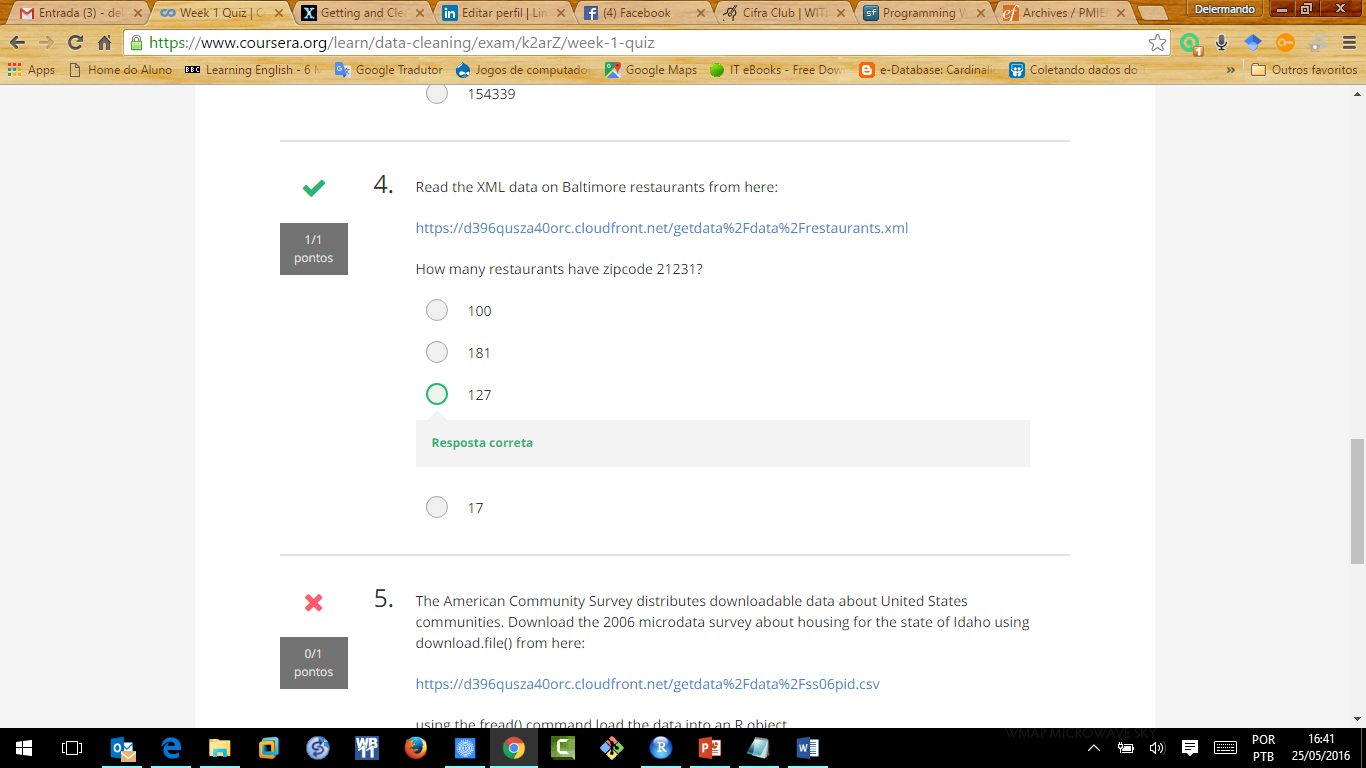 Entrada (3) - del
Week 1 Quiz | C
Getting and Cle
Editar perfil | Lin
(4) Facebook
Cifra Club | WIT
Programming W
Archives / PMIE
Delermando
https://www.coursera.org/learn/data-cleaning/exam/k2arZ/week-1-quiz
Apps
Home do Aluno
BBC Learning English - 6 M
Google Tradutor
Jogos de computado
Google Maps
IT eBooks - Free Dow
e-Database: Cardinali
Coletando dados do
» Outros favoritos
154339
4. Read the XML data on Baltimore restaurants from here:
1/1
pontos
https://d396qusza40orc.cloudfront.net/getdata%2Fdata%2Frestaurants.xml
How many restaurants have zipcode 21231?
100
181
127
Resposta correta
17
5. The American Community Survey distributes downloadable data about United States
communities. Download the 2006 microdata survey about housing for the state of Idaho using
download.file() from here:
0/1
pontos
https://d396qusza40orc.cloudfront.net/getdata%2Fdata%2Fss06pid.csv
using the fread() command load the data into an R object
WMAP MICROWAVE SKY
POR
PTB
16:41
25/05/2016